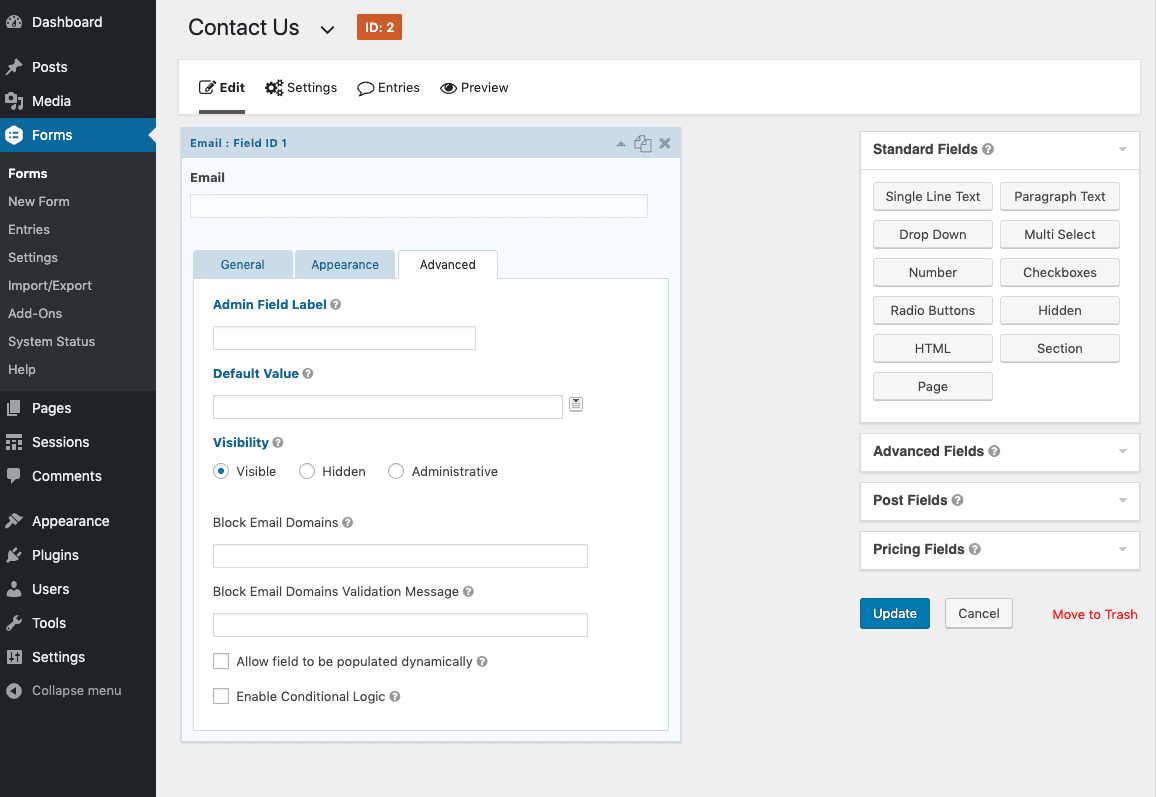 Dashboard
Posts
Media
Forms
Forms
New Form
Entries
Settings
Import/Export
Add-Ons
System Status
Help
Pages
Sessions
Comments
Appearance
Plugins
Users
Tools
Settings
Collapse menu
Contact Us
ID: 2
Edit Settings Entries Preview
Email : Field ID 1
Email
General Appearance Advanced
Admin Field Label ?
Default Value ?
Visibility ?
Visible Hidden Administrative
Block Email Domains ?
Block Email Domains Validation Message ?
Allow field to be populated dynamically ?
Enable Conditional Logic ?
Standard Fields ?
Single Line Text Paragraph Text
Drop Down Multi Select
Number Checkboxes
Radio Buttons Hidden
HTML Section
Page
Advanced Fields ?
Post Fields ?
Pricing Fields ?
Update Cancel Move to Trash